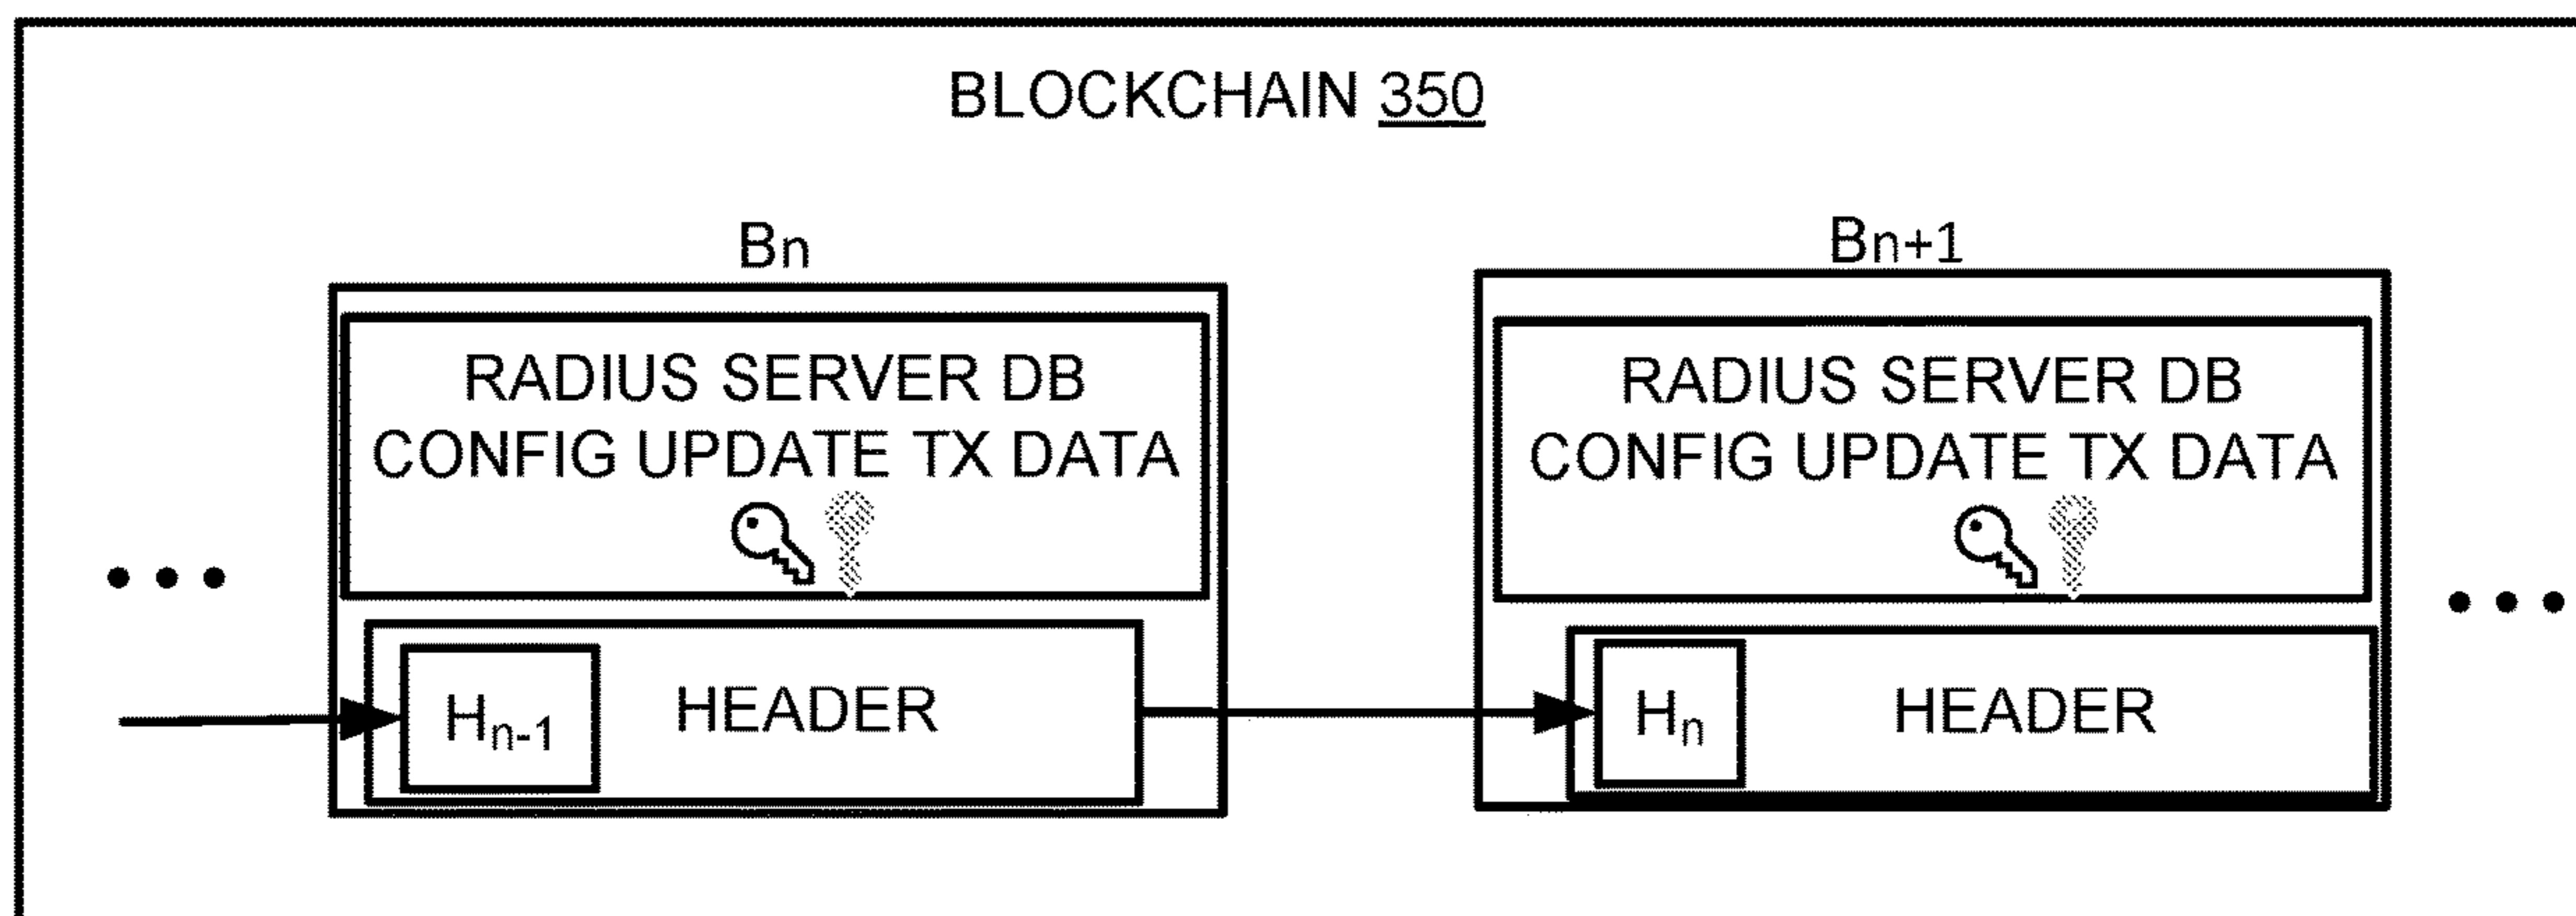 BLOCKCHAIN 350
Bn
RADIUS SERVER DB
CONFIG UPDATE TX DATA
Hn-1
HEADER
Bn+1
RADIUS SERVER DB
CONFIG UPDATE TX DATA
Hn
HEADER